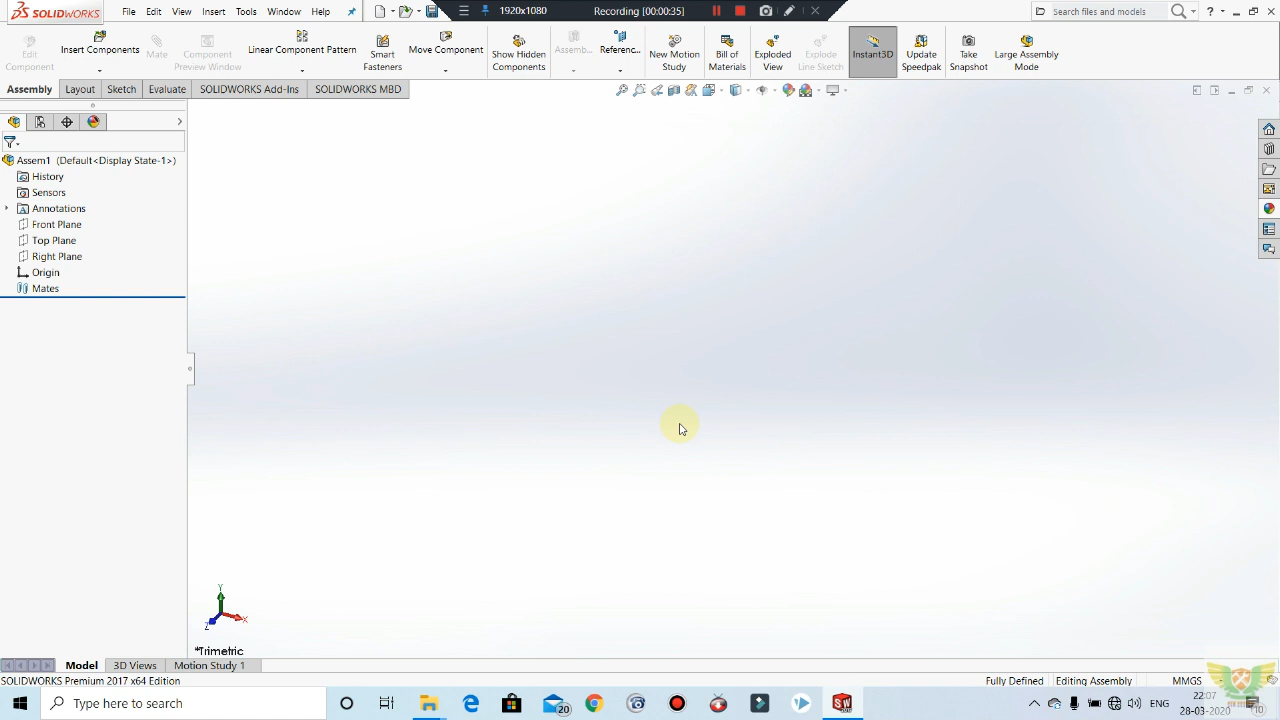 SOLIDWORKS File Edit View Insert Tools Window Help
1920x1080 Recording [00:00:35]
search files and models
?
Edit Component
Insert Components
Mate
Component Preview Window
Linear Component Pattern
Smart Fasteners
Move Component
Show Hidden Components
Assemb...
Referenc...
New Motion Study
Bill of Materials
Exploded View
Explode Line Sketch
Instant3D
Update Speedpak
Take Snapshot
Large Assembly Mode
Assembly Layout Sketch Evaluate SOLIDWORKS Add-Ins SOLIDWORKS MBD
Assem1 (Default<Display State-1>)
History
Sensors
Annotations
Front Plane
Top Plane
Right Plane
Origin
Mates
Y
X
Z
*Trimetric
Model 3D Views Motion Study 1
SOLIDWORKS Premium 2017 x64 Edition Fully Defined Editing Assembly MMGS
Type here to search
20
SW
ENG
22:07
28-03-2020
10